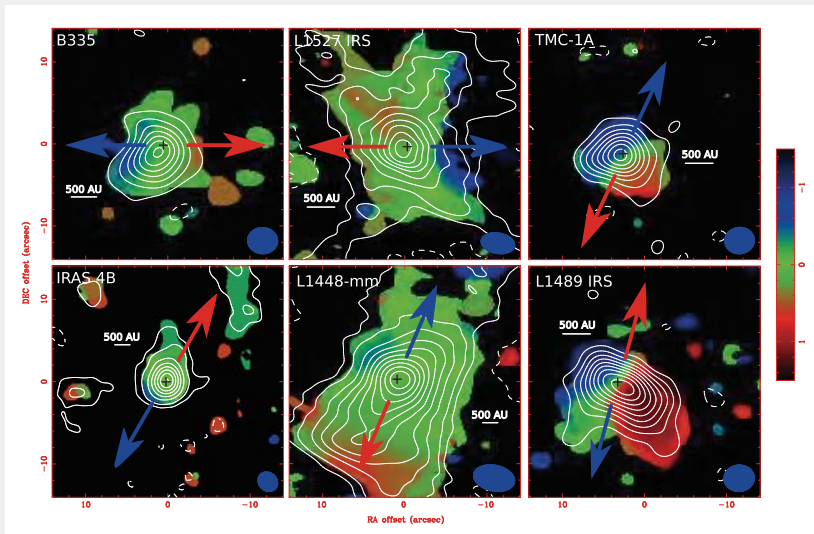 B335
L1527 IRS
TMC-1A
10
0
-10
500 AU
500 AU
500 AU
DEC offset (arcsec)
-1
0
1
IRAS 4B
L1448-mm
L1489 IRS
10
0
-10
500 AU
500 AU
500 AU
10
0
-10
10
0
-10
10
0
-10
RA offset (arcsec)